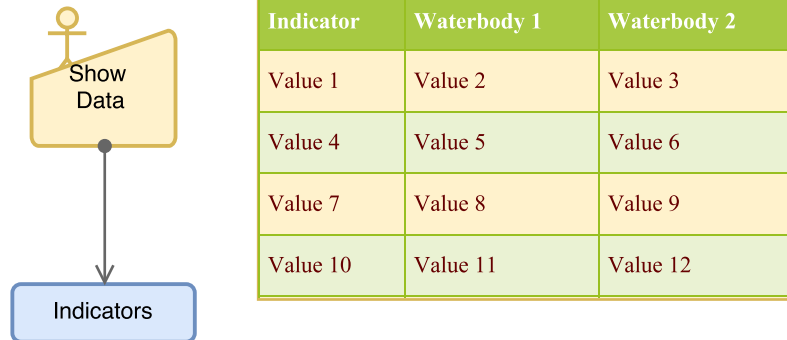 Show
Data
Indicators
Indicator Waterbody 1 Waterbody 2
Value 1 Value 2 Value 3
Value 4 Value 5 Value 6
Value 7 Value 8 Value 9
Value 10 Value 11 Value 12